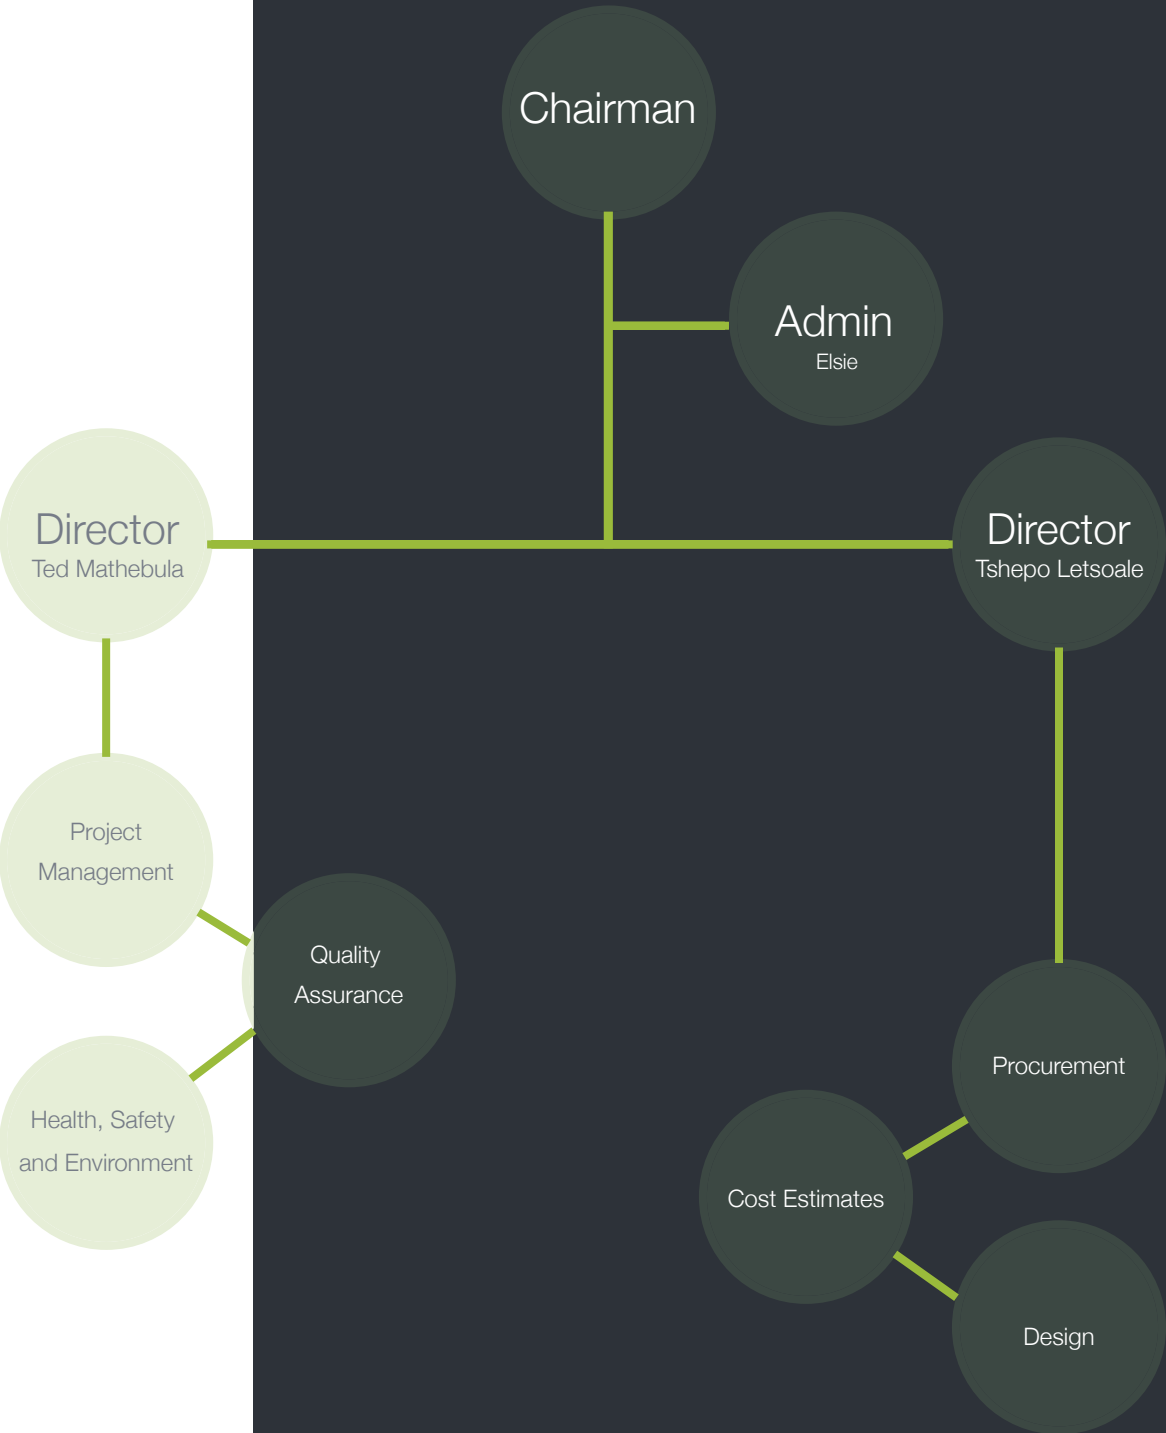 Chairman
Admin
Elsie
Director
Ted Mathebula
Director
Tshepo Letsoale
Project
Management
Quality
Assurance
Health, Safety
and Environment
Procurement
Cost Estimates
Design